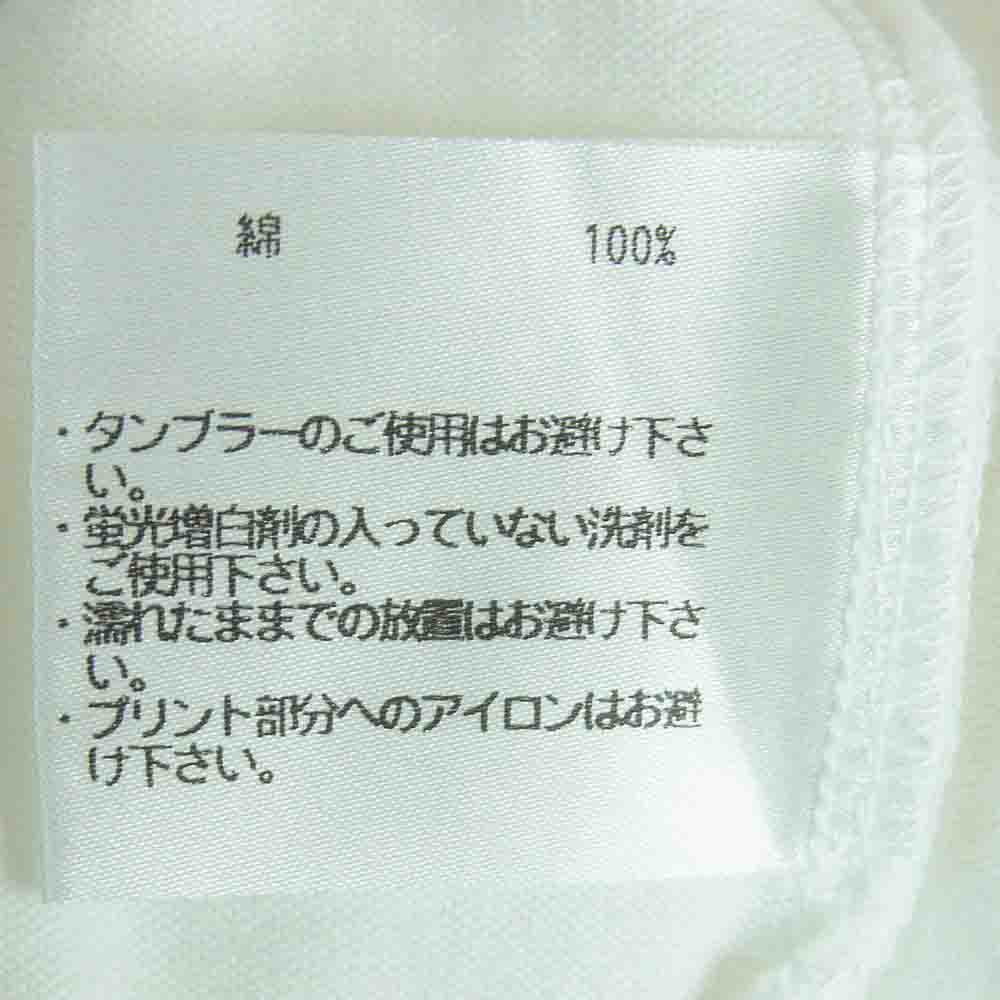 綿 100%
・タンブラーのご使用はお避け下さ
い。
・蛍光増白剤の入っていない洗剤を
ご使用下さい。
・濡れたままでの放置はお避け下さ
い。
・プリント部分へのアイロンはお避
け下さい。